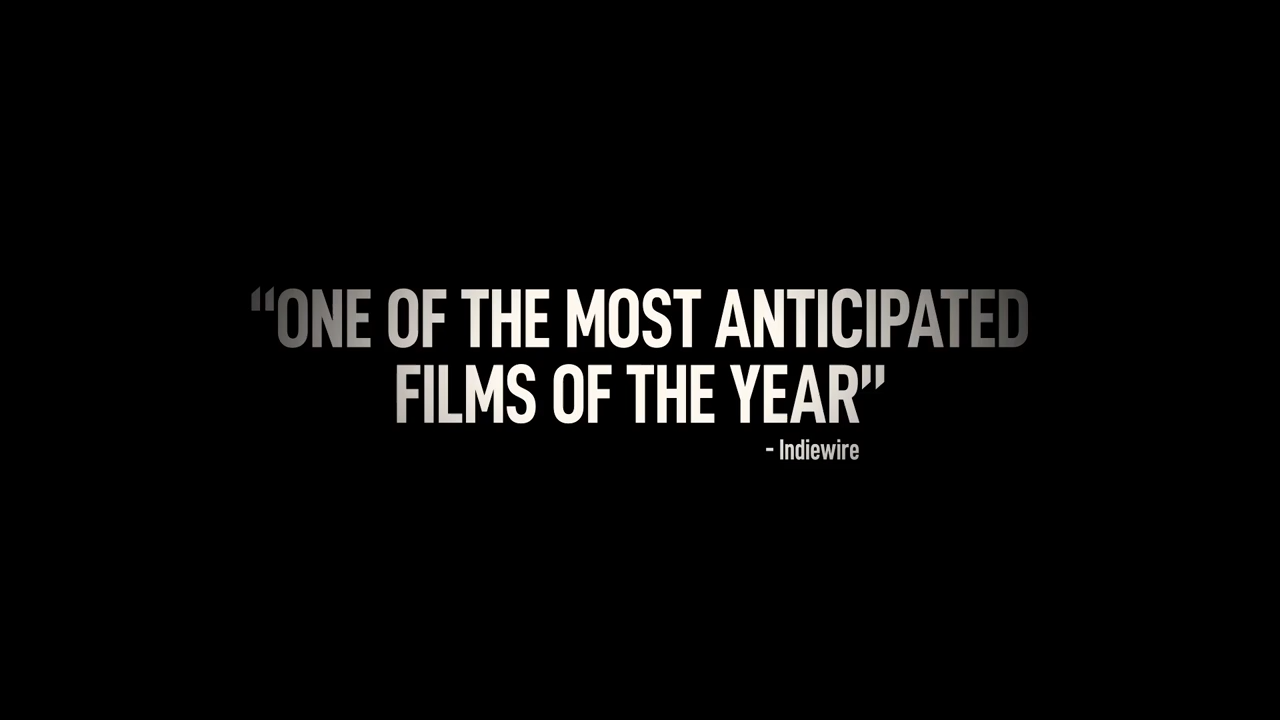 “ONE OF THE MOST ANTICIPATED
FILMS OF THE YEAR”
- Indiewire